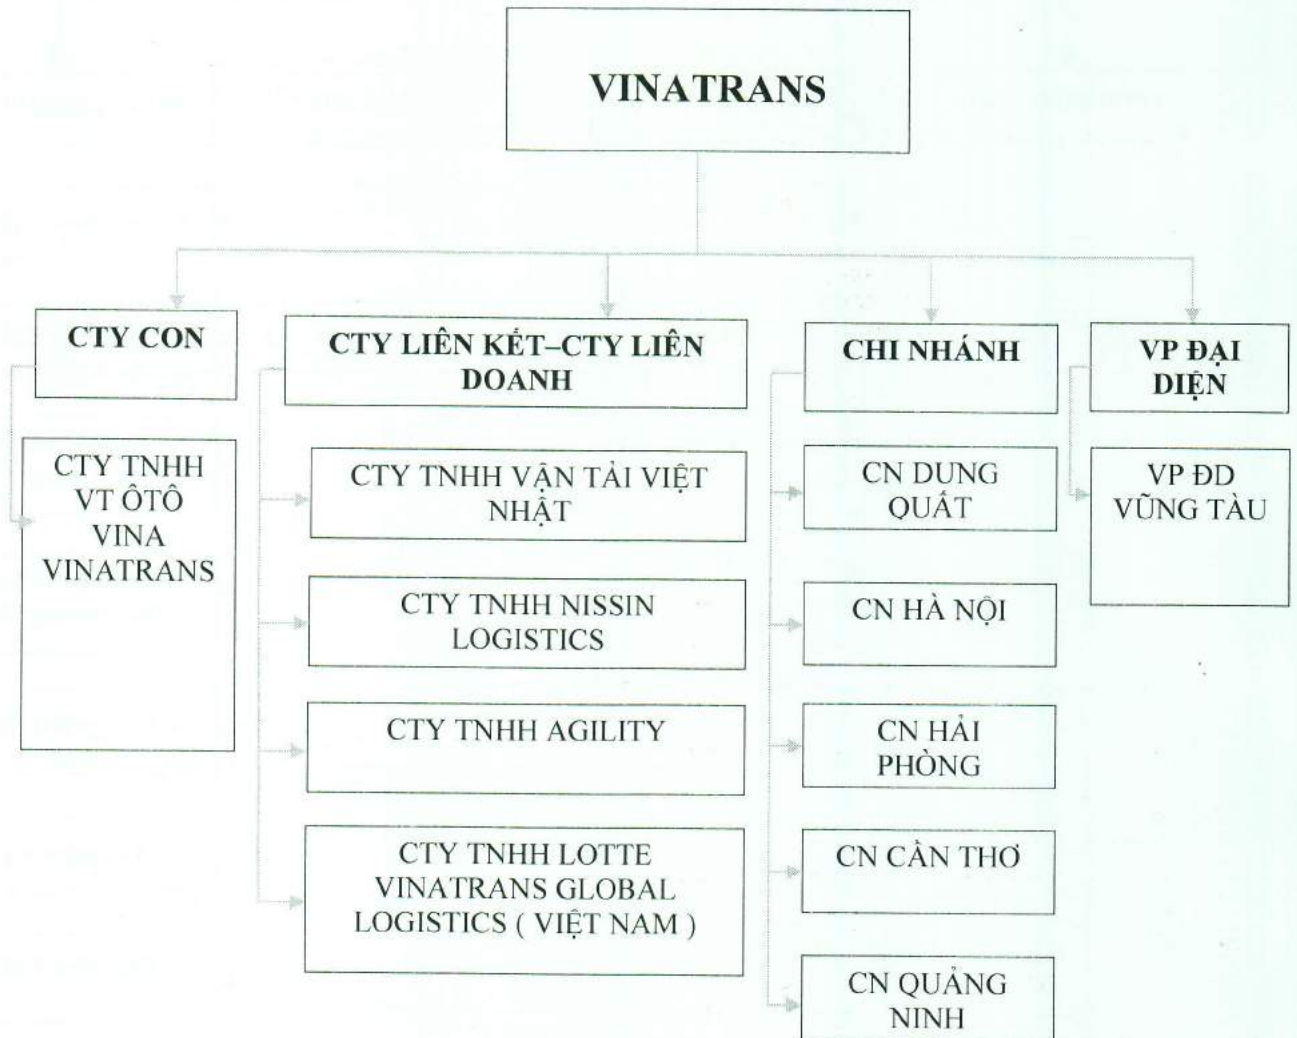 VINATRANS
CTY CON
CTY TNHH
VT ÔTÔ
VINA
VINATRANS
CTY LIÊN KẾT–CTY LIÊN
DOANH
CTY TNHH VẬN TẢI VIỆT
NHẬT
CTY TNHH NISSIN
LOGISTICS
CTY TNHH AGILITY
CTY TNHH LOTTE
VINATRANS GLOBAL
LOGISTICS ( VIỆT NAM )
CHI NHÁNH
CN DUNG
QUẤT
CN HÀ NỘI
CN HẢI
PHÒNG
CN CẦN THƠ
CN QUẢNG
NINH
VP ĐẠI
DIỆN
VP ĐD
VŨNG TÀU